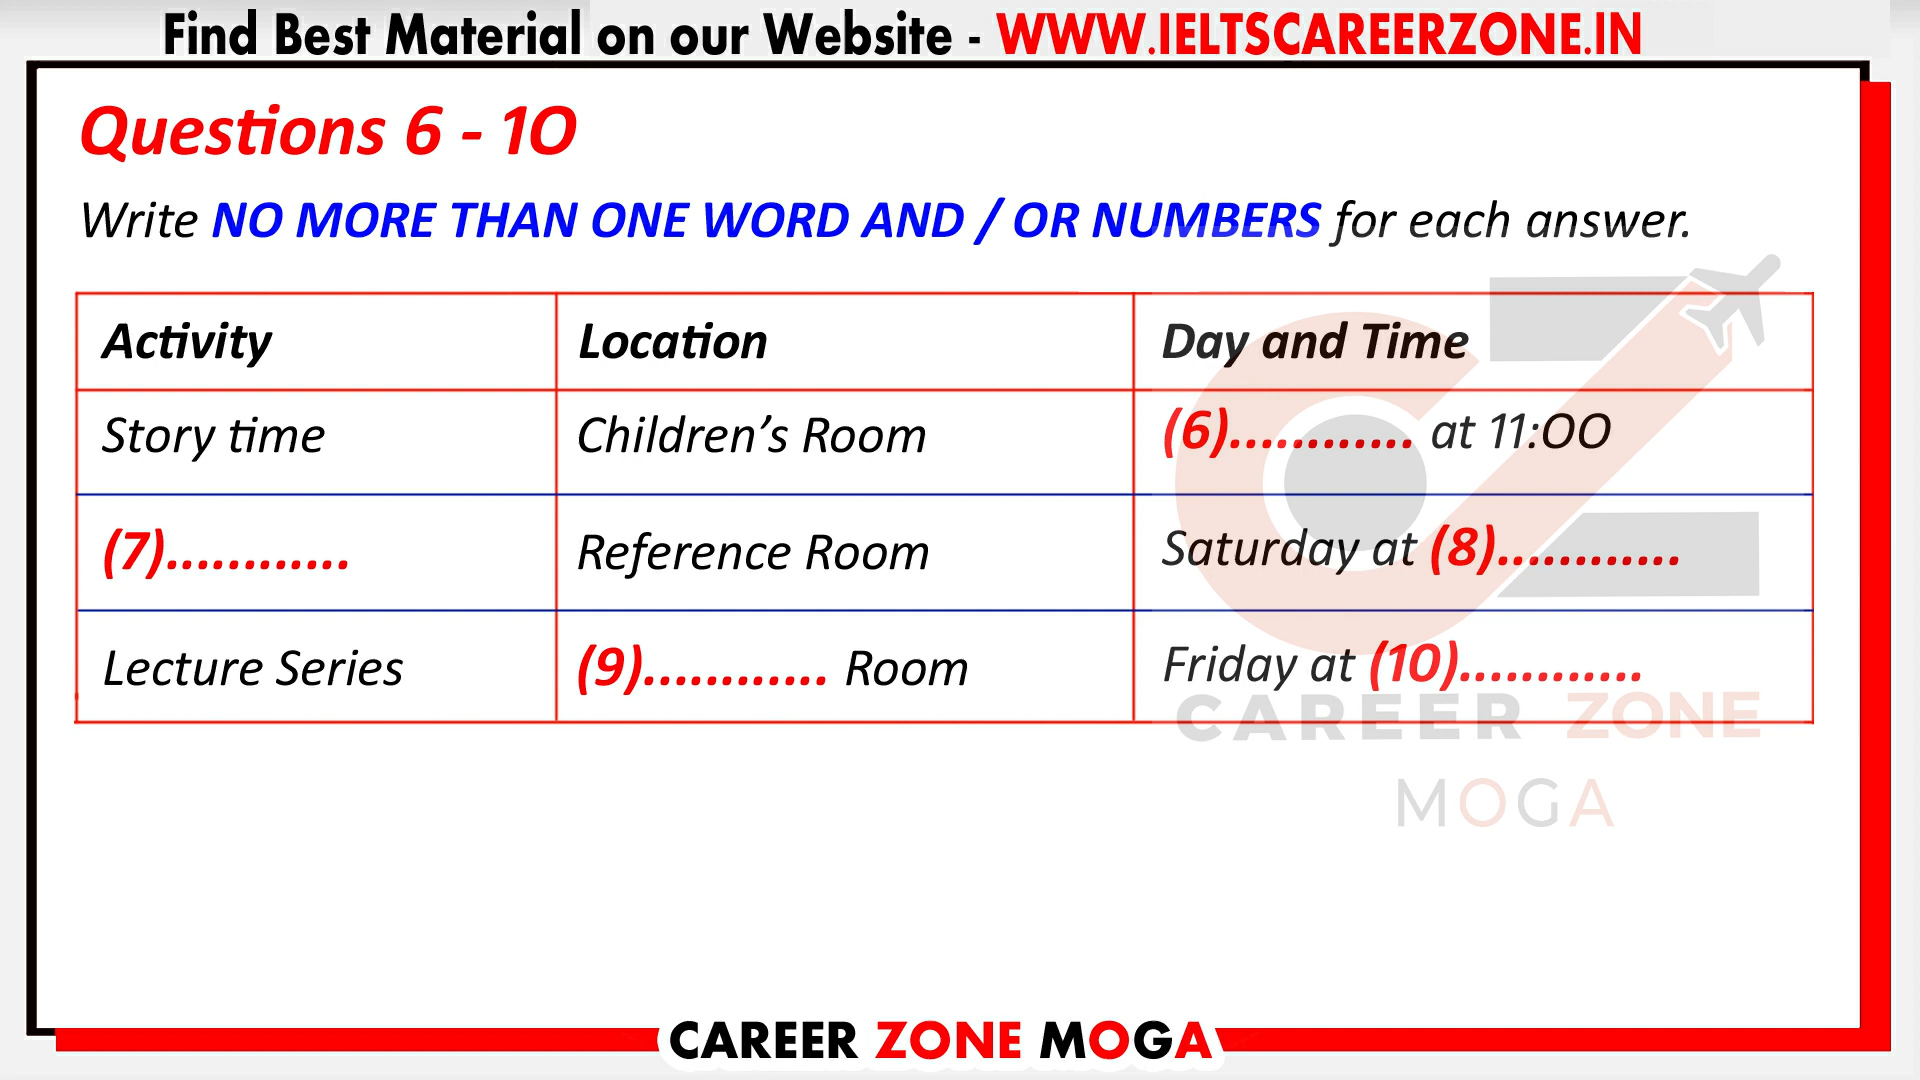 Find Best Material on our Website - WWW.IELTSCAREERZONE.IN
Questions 6 - 10
Write NO MORE THAN ONE WORD AND / OR NUMBERS for each answer.
Activity Location Day and Time
Story time Children's Room (6)............ at 11:00
(7)............ Reference Room Saturday at (8)............
Lecture Series (9)............ Room Friday at (10)............
CAREER ZONE
MOGA
CAREER ZONE MOGA